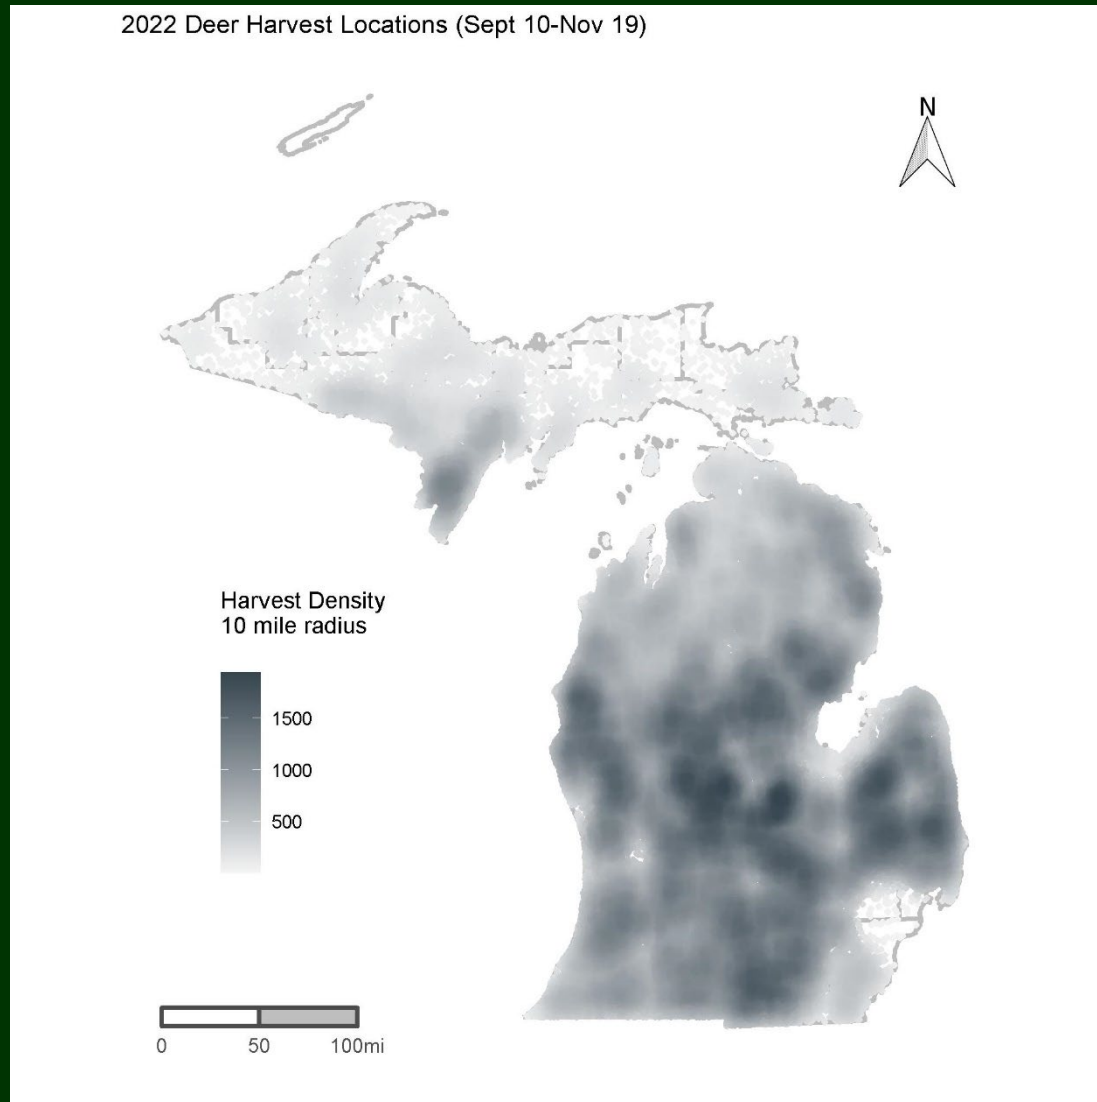 2022 Deer Harvest Locations (Sept 10-Nov 19)
N
Harvest Density
10 mile radius
1500
1000
500
0 50 100mi